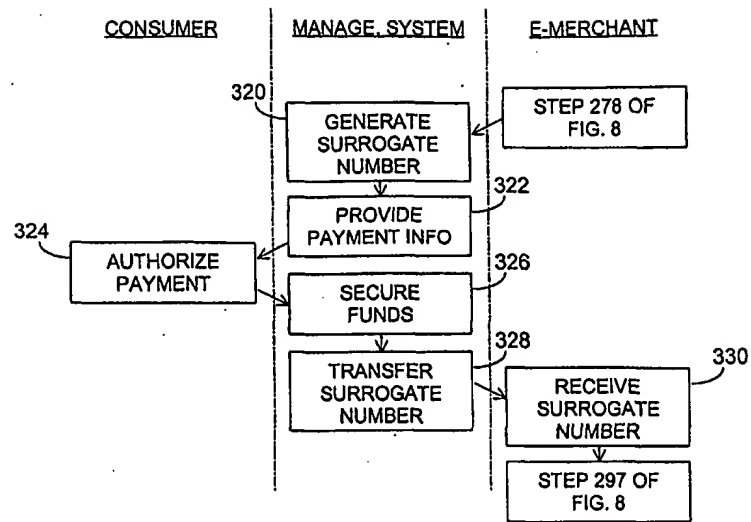 CONSUMER
MANAGE. SYSTEM
E-MERCHANT
320
GENERATE
SURROGATE
NUMBER
STEP 278 OF
FIG. 8
322
PROVIDE
PAYMENT INFO
324
AUTHORIZE
PAYMENT
326
SECURE
FUNDS
328
TRANSFER
SURROGATE
NUMBER
330
RECEIVE
SURROGATE
NUMBER
STEP 297 OF
FIG. 8